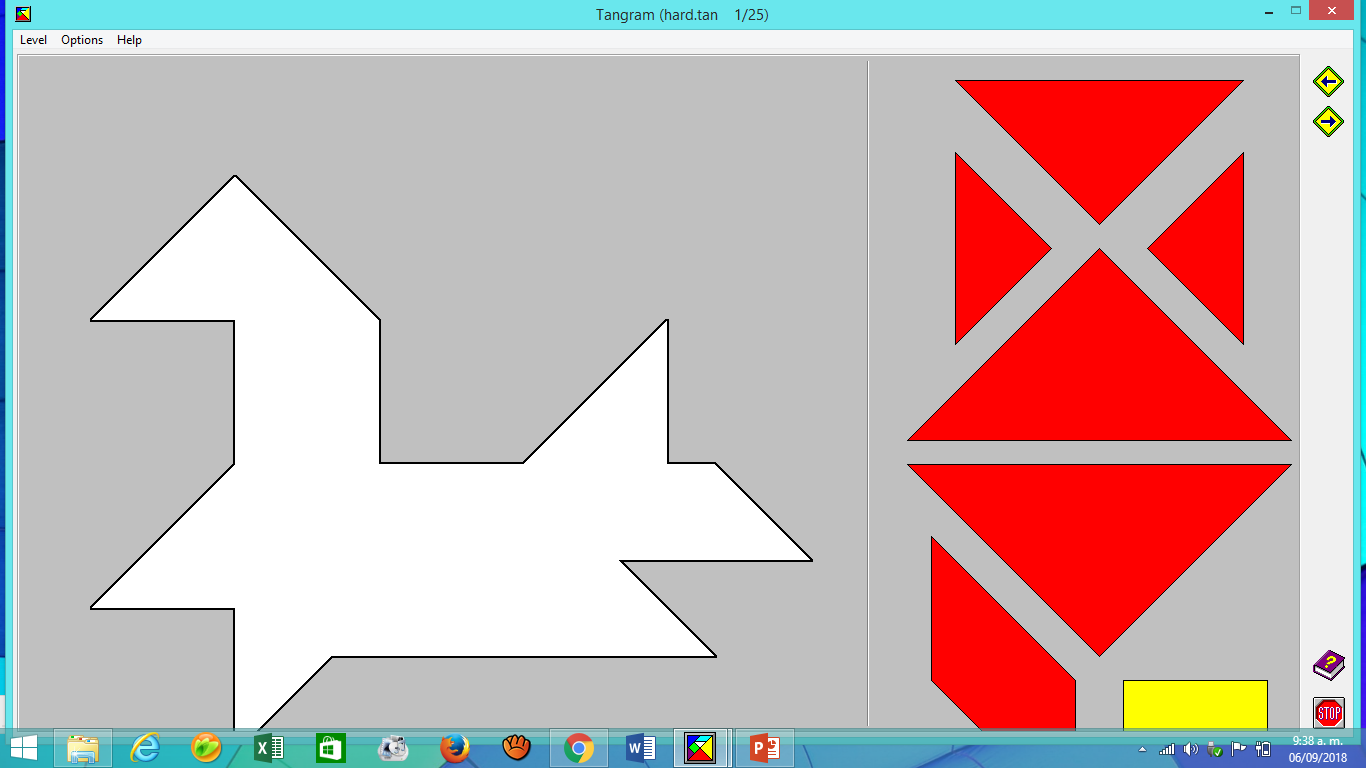 Tangram (hard.tan 1/25)
Level Options Help
STOP
9:38 a. m.
06/09/2018